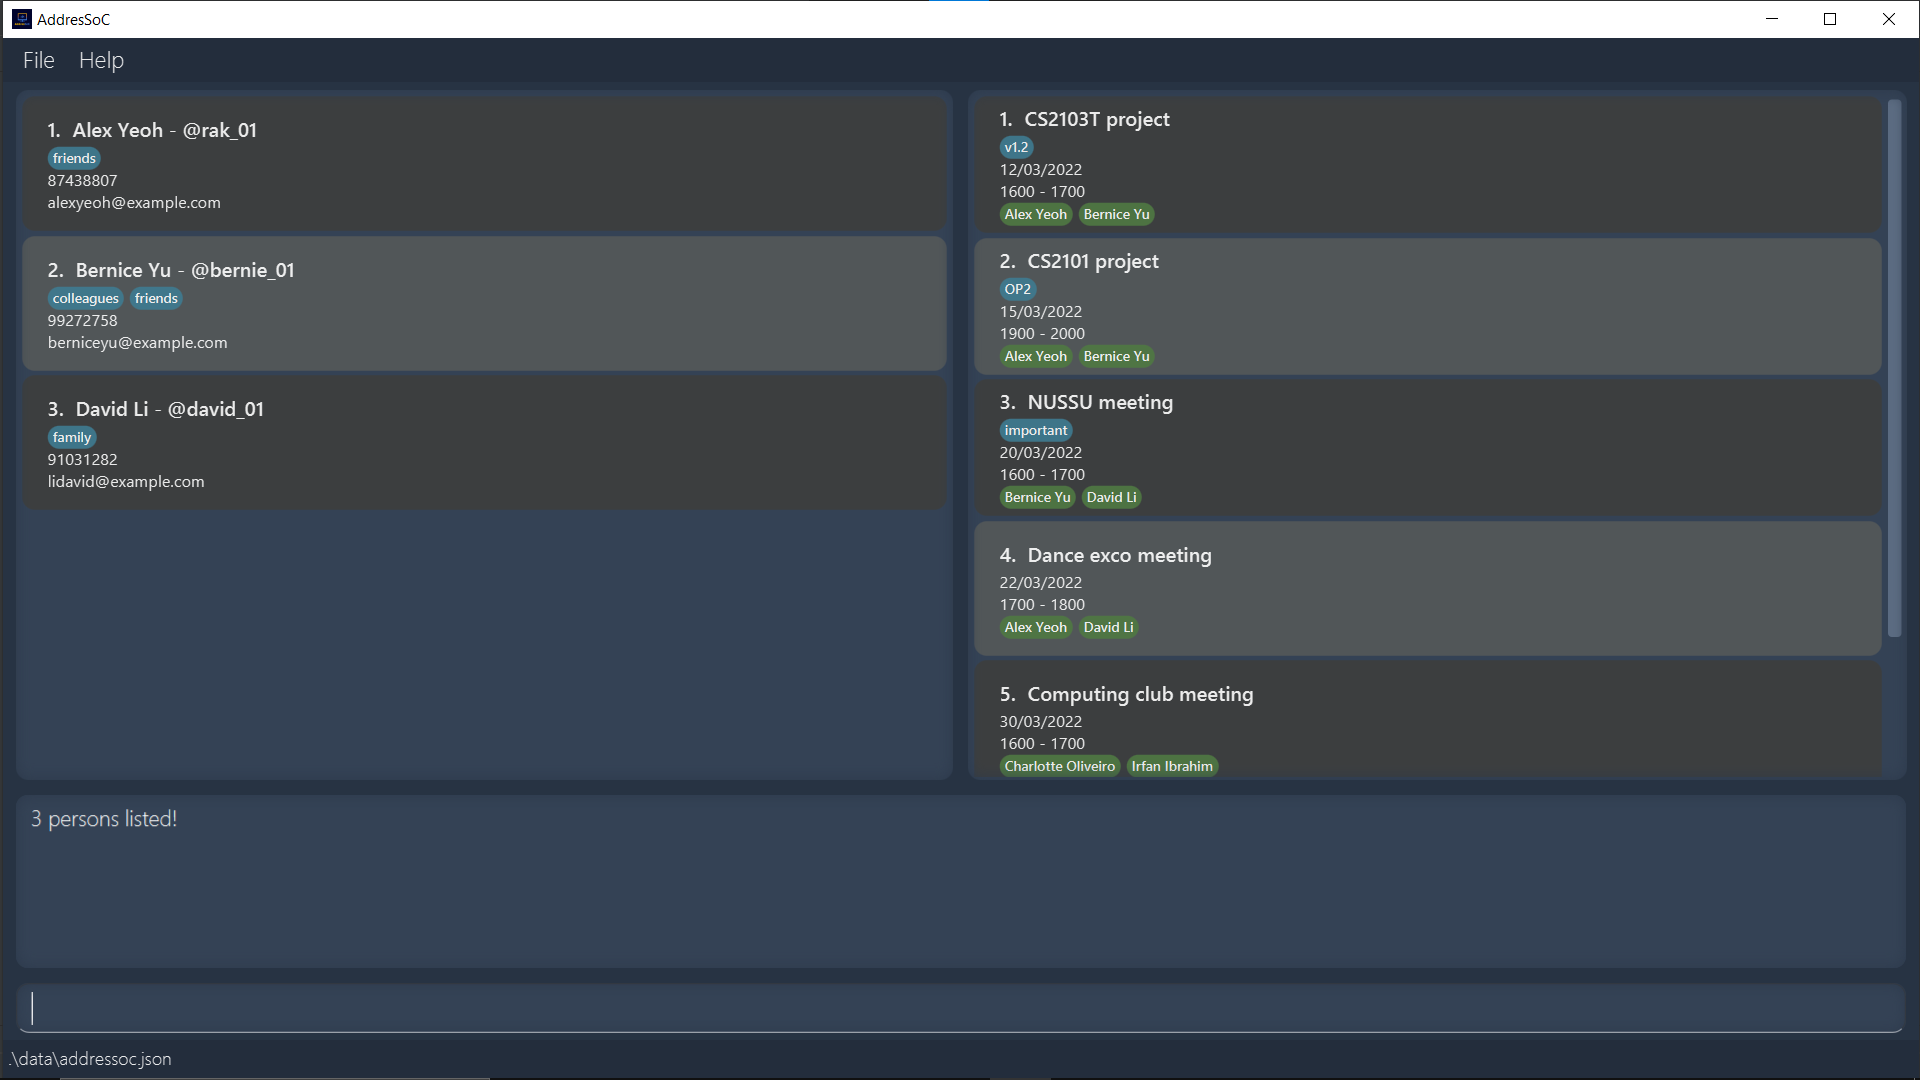 AddresSoC
File Help
1. Alex Yeoh - @rak_01
friends
87438807
alexyeoh@example.com
2. Bernice Yu - @bernie_01
colleagues friends
99272758
berniceyu@example.com
3. David Li - @david_01
family
91031282
lidavid@example.com
1. CS2103T project
v1.2
12/03/2022
1600 - 1700
Alex Yeoh Bernice Yu
2. CS2101 project
OP2
15/03/2022
1900 - 2000
Alex Yeoh Bernice Yu
3. NUSSU meeting
important
20/03/2022
1600 - 1700
Bernice Yu David Li
4. Dance exco meeting
22/03/2022
1700 - 1800
Alex Yeoh David Li
5. Computing club meeting
30/03/2022
1600 - 1700
Charlotte Oliveiro Irfan Ibrahim
3 persons listed!
.\data\addressoc.json